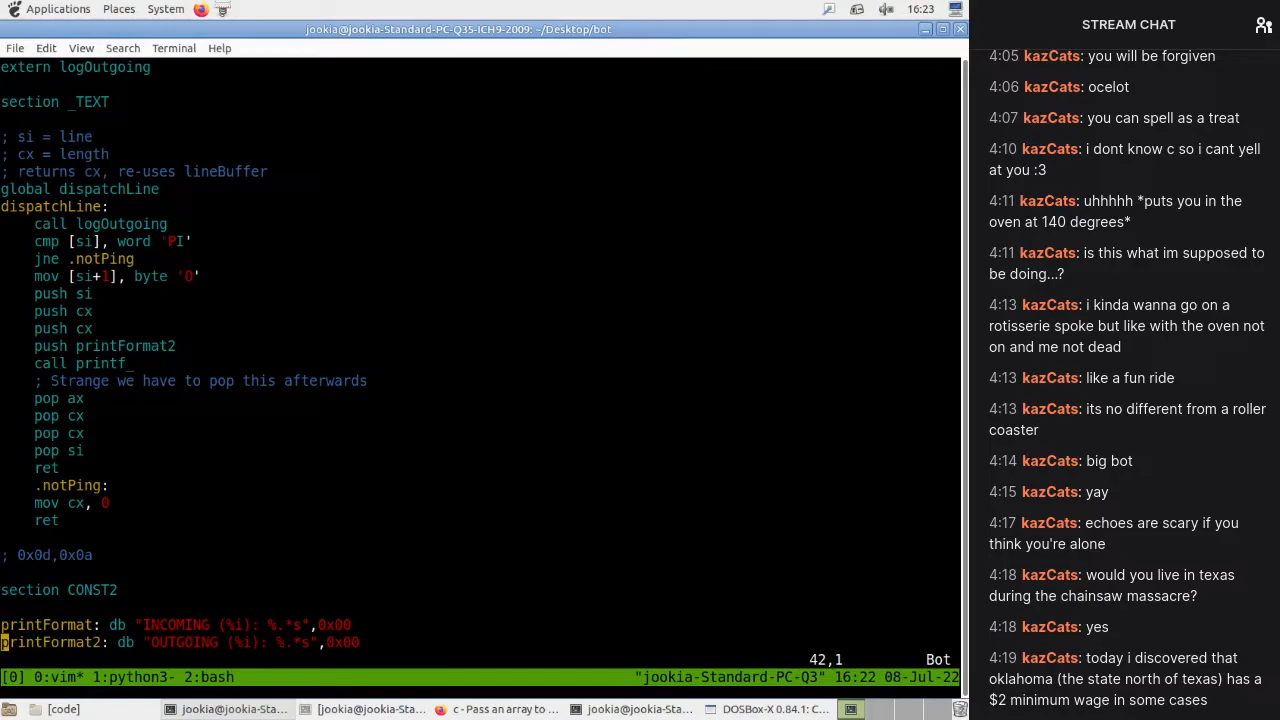 Applications Places System 16:23
jookia@jookia-Standard-PC-Q35-ICH9-2009: ~/Desktop/bot
File Edit View Search Terminal Help
extern logOutgoing
section _TEXT
; si = line
; cx = length
; returns cx, re-uses lineBuffer
global dispatchLine
dispatchLine:
call logOutgoing
cmp [si], word 'PI'
jne .notPing
mov [si+1], byte 'O'
push si
push cx
push cx
push printFormat2
call printf_
; Strange we have to pop this afterwards
pop ax
pop cx
pop cx
pop si
ret
.notPing:
mov cx, 0
ret
; 0x0d,0x0a
section CONST2
printFormat: db "INCOMING (%i): %.*s",0x00
printFormat2: db "OUTGOING (%i): %.*s",0x00
42,1 Bot
[0] 0:vim* 1:python3- 2:bash "jookia-Standard-PC-Q3" 16:22 08-Jul-22
[code] jookia@jookia-Sta... [jookia@jookia-Sta... c - Pass an array to ... jookia@jookia-Sta... DOSBox-X 0.84.1: C...
STREAM CHAT
4:05 kazCats: you will be forgiven
4:06 kazCats: ocelot
4:07 kazCats: you can spell as a treat
4:10 kazCats: i dont know c so i cant yell
at you :3
4:11 kazCats: uhhhhh *puts you in the
oven at 140 degrees*
4:11 kazCats: is this what im supposed to
be doing...?
4:13 kazCats: i kinda wanna go on a
rotisserie spoke but like with the oven not
on and me not dead
4:13 kazCats: like a fun ride
4:13 kazCats: its no different from a roller
coaster
4:14 kazCats: big bot
4:15 kazCats: yay
4:17 kazCats: echoes are scary if you
think you're alone
4:18 kazCats: would you live in texas
during the chainsaw massacre?
4:18 kazCats: yes
4:19 kazCats: today i discovered that
oklahoma (the state north of texas) has a
$2 minimum wage in some cases